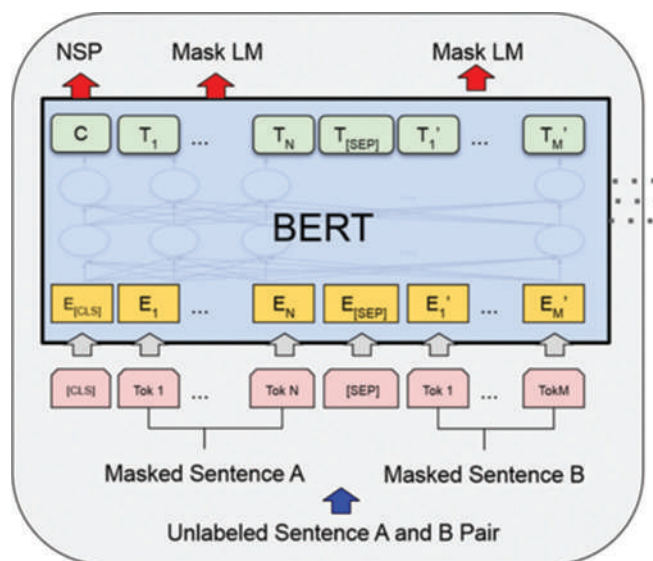 NSP Mask LM Mask LM
C T1 ... TN T[SEP] T1' ... TM'
BERT
E[CLS] E1 ... EN E[SEP] E1' ... EM'
[CLS] Tok 1 ... Tok N [SEP] Tok 1 ... TokM
Masked Sentence A Masked Sentence B
Unlabeled Sentence A and B Pair